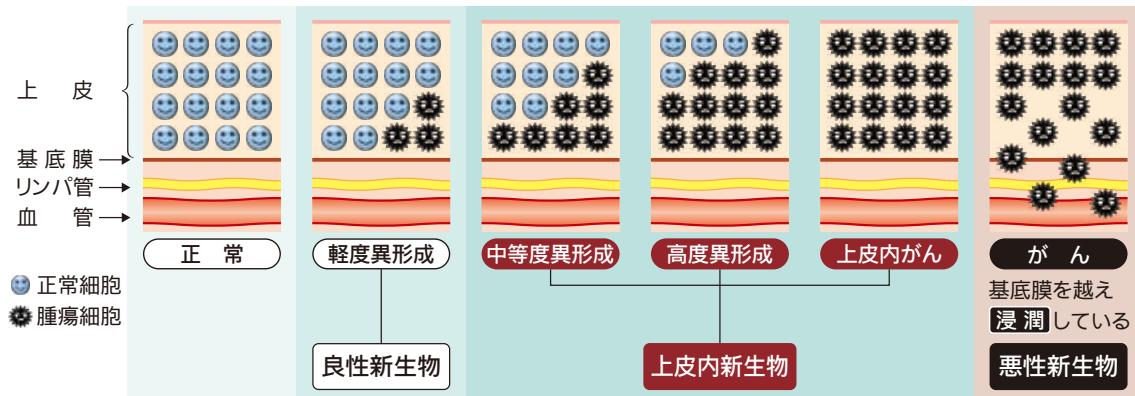 上皮
基底膜
リンパ管
血管
正常
軽度異形成
中等度異形成
高度異形成
上皮内がん
がん
正常細胞
腫瘍細胞
基底膜を越え
浸潤している
良性新生物
上皮内新生物
悪性新生物